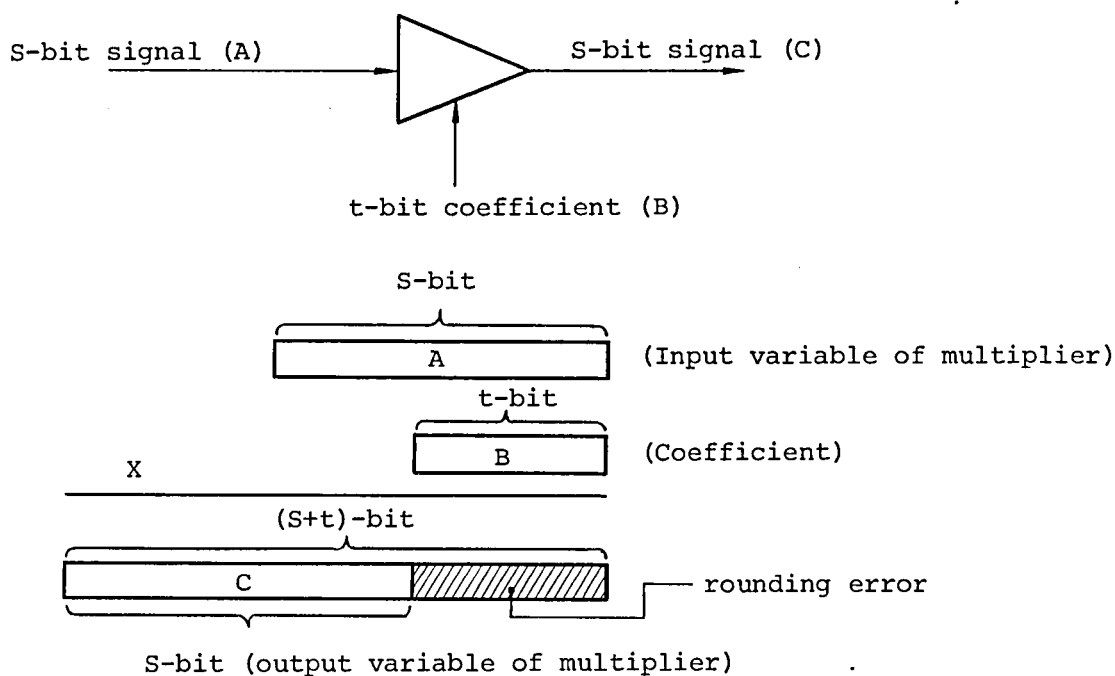 S-bit signal (A)
S-bit signal (C)
t-bit coefficient (B)
S-bit
A
(Input variable of multiplier)
t-bit
B
(Coefficient)
X
(S+t)-bit
C
rounding error
S-bit (output variable of multiplier)